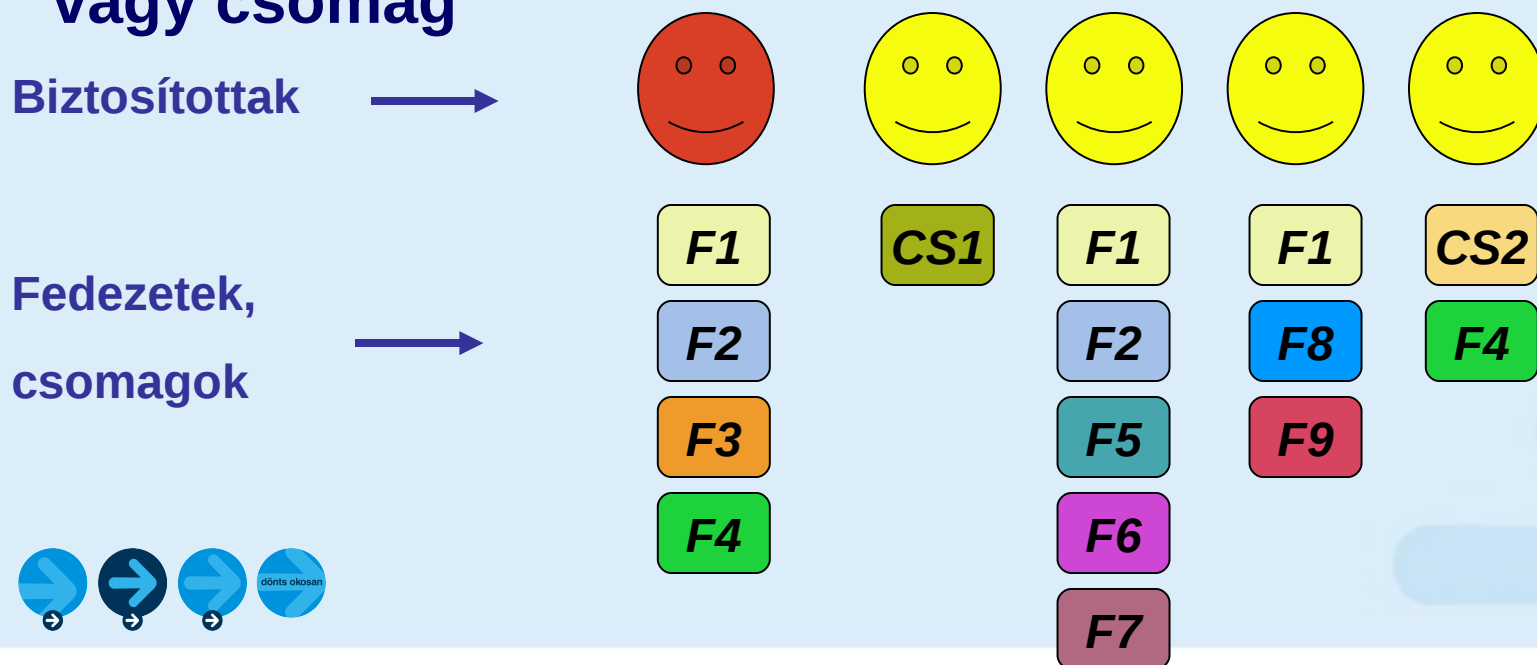 vagy csomag
Biztosítottak
F1 CS1 F1 F1 CS2
Fedezetek,
F2 F2 F8 F4
csomagok
F3 F5 F9
F4 F6
dönts okosan
F7